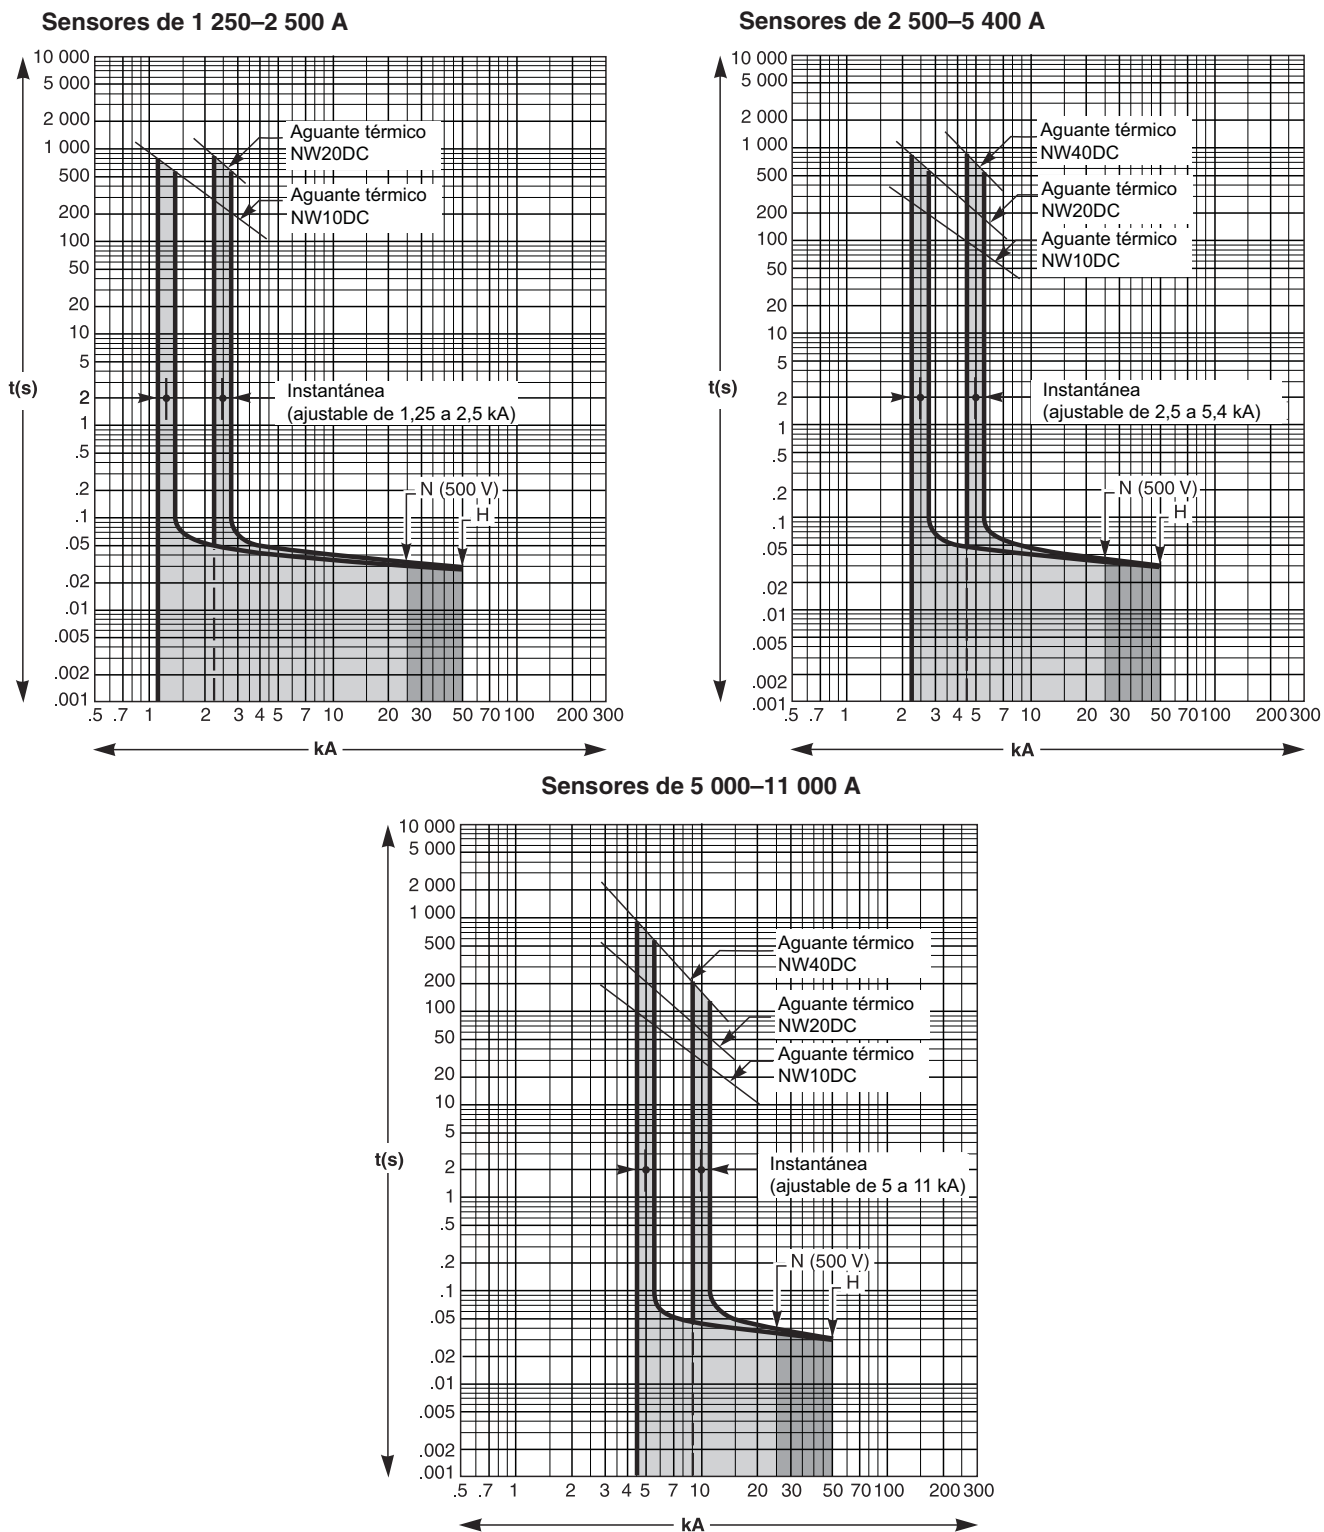 Sensores de 1 250–2 500 A
10 000
5 000
2 000
1 000
500
200
100
50
20
10
5
2
1
.5
.2
.1
.05
.02
.01
.005
.002
.001
t(s)
Aguante térmico
NW20DC
Aguante térmico
NW10DC
Instantánea
(ajustable de 1,25 a 2,5 kA)
N (500 V)
H
.5 .7 1 2 3 4 5 7 10 20 30 50 70 100 200 300
kA
Sensores de 2 500–5 400 A
10 000
5 000
2 000
1 000
500
200
100
50
20
10
5
2
1
.5
.2
.1
.05
.02
.01
.005
.002
.001
t(s)
Aguante térmico
NW40DC
Aguante térmico
NW20DC
Aguante térmico
NW10DC
Instantánea
(ajustable de 2,5 a 5,4 kA)
N (500 V)
H
.5 .7 1 2 3 4 5 7 10 20 30 50 70 100 200 300
kA
Sensores de 5 000–11 000 A
10 000
5 000
2 000
1 000
500
200
100
50
20
10
5
2
1
.5
.2
.1
.05
.02
.01
.005
.002
.001
t(s)
Aguante térmico
NW40DC
Aguante térmico
NW20DC
Aguante térmico
NW10DC
Instantánea
(ajustable de 5 a 11 kA)
N (500 V)
H
.5 .7 1 2 3 4 5 7 10 20 30 50 70 100 200 300
kA